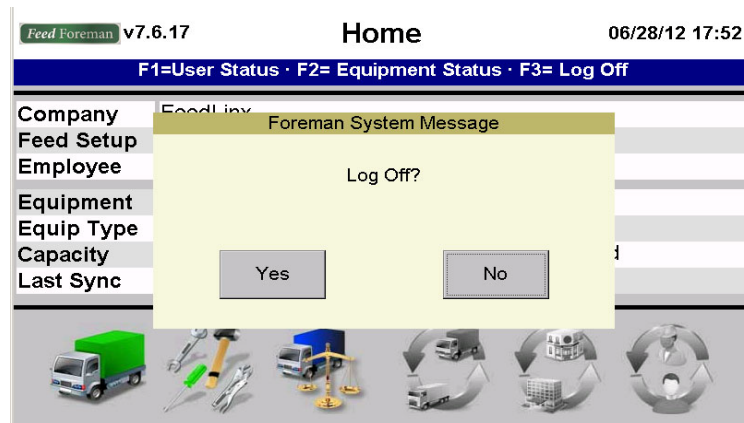 Feed Foreman v7.6.17 Home 06/28/12 17:52
F1=User Status · F2= Equipment Status · F3= Log Off
Company FeedLinx
Foreman System Message
Feed Setup
Employee
Log Off?
Equipment
Equip Type
Capacity
Last Sync
Yes No